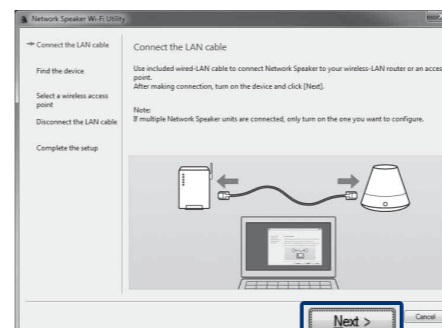 Network Speaker Wi-Fi Utility
Connect the LAN cable
Find the device
Select a wireless access
point
Disconnect the LAN cable
Complete the setup
Connect the LAN cable
Use included wired-LAN cable to connect Network Speaker to your wireless-LAN router or an acces
point.
After making connection, turn on the device and click [Next].
Note:
If multiple Network Speaker units are connected, only turn on the one you want to configure.
Next >
Cancel